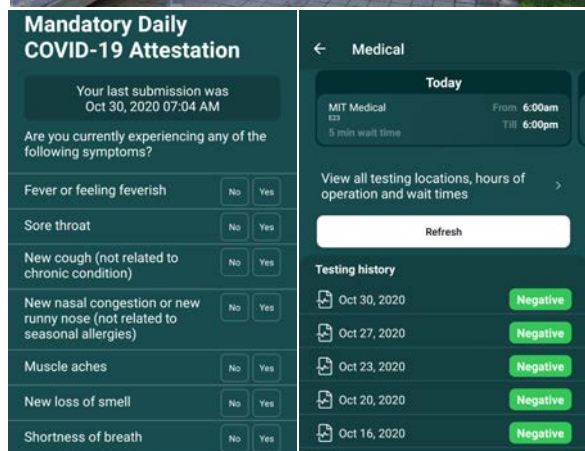 Mandatory Daily
COVID-19 Attestation
Your last submission was
Oct 30, 2020 07:04 AM
Are you currently experiencing any of the
following symptoms?
Fever or feeling feverish
No Yes
Sore throat
No Yes
New cough (not related to
chronic condition)
No Yes
New nasal congestion or new
runny nose (not related to
seasonal allergies)
No Yes
Muscle aches
No Yes
New loss of smell
No Yes
Shortness of breath
No Yes
← Medical
Today
MIT Medical
E23
5 min wait time
From 6:00am
Till 6:00pm
View all testing locations, hours of
operation and wait times
Refresh
Testing history
Oct 30, 2020 Negative
Oct 27, 2020 Negative
Oct 23, 2020 Negative
Oct 20, 2020 Negative
Oct 16, 2020 Negative